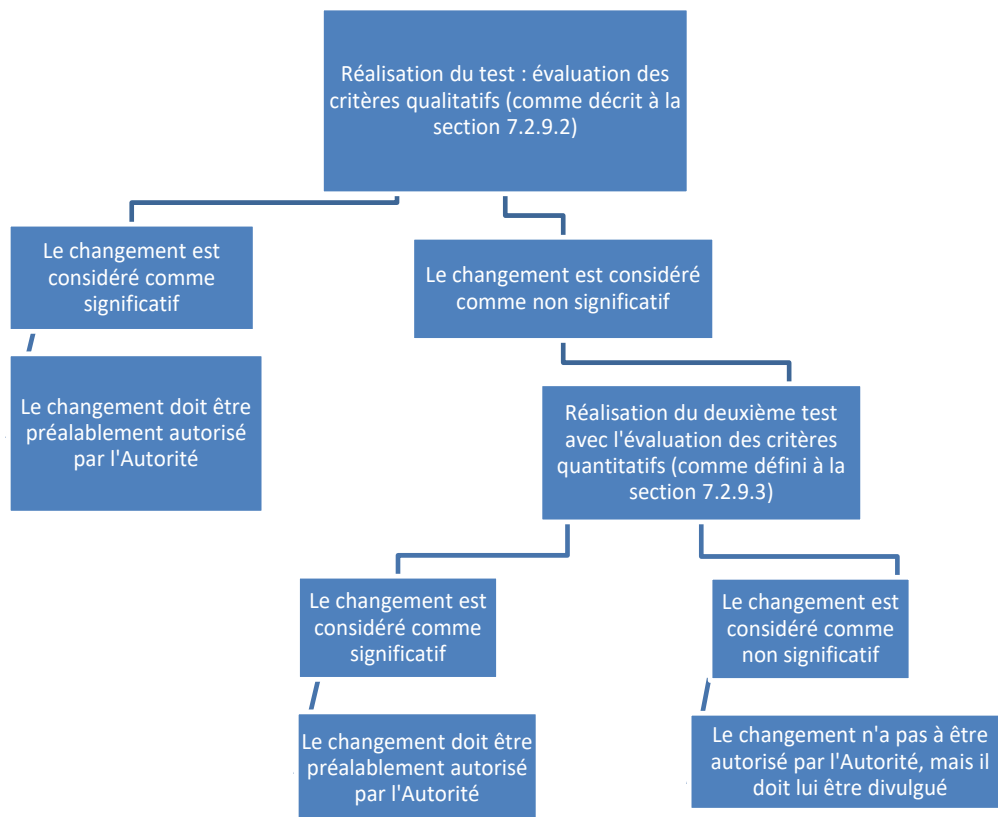 Réalisation du test : évaluation des
critères qualitatifs (comme décrit à la
section 7.2.9.2)
Le changement est
considéré comme
significatif
Le changement est considéré
comme non significatif
Le changement doit être
préalablement autorisé
par l'Autorité
Réalisation du deuxième test
avec l'évaluation des critères
quantitatifs (comme défini à la
section 7.2.9.3)
Le changement est
considéré comme
significatif
Le changement est
considéré comme
non significatif
Le changement doit être
préalablement autorisé
par l'Autorité
Le changement n'a pas à être
autorisé par l'Autorité, mais il
doit lui être divulgué